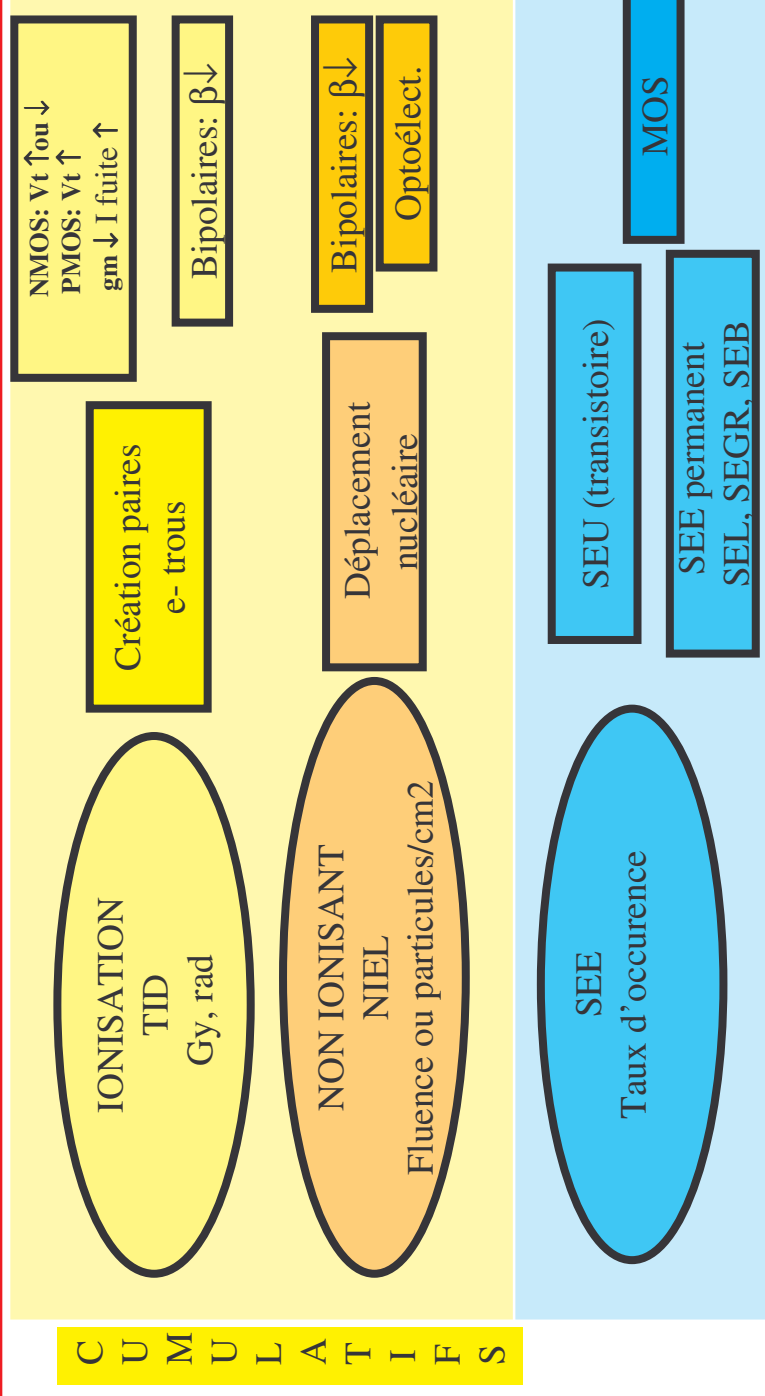 CUMULATIFS
IONISATION
TID
Gy, rad
Création paires
e- trous
NMOS: Vt ↑ou ↓
PMOS: Vt ↑
gm ↓ I fuite ↑
Bipolaires: β↓
NON IONISANT
NIEL
Fluence ou particules/cm2
Déplacement
nucléaire
Bipolaires: β↓
Optoélect.
SEE
Taux d’occurence
SEU (transistoire)
SEE permanent
SEL, SEGR, SEB
MOS